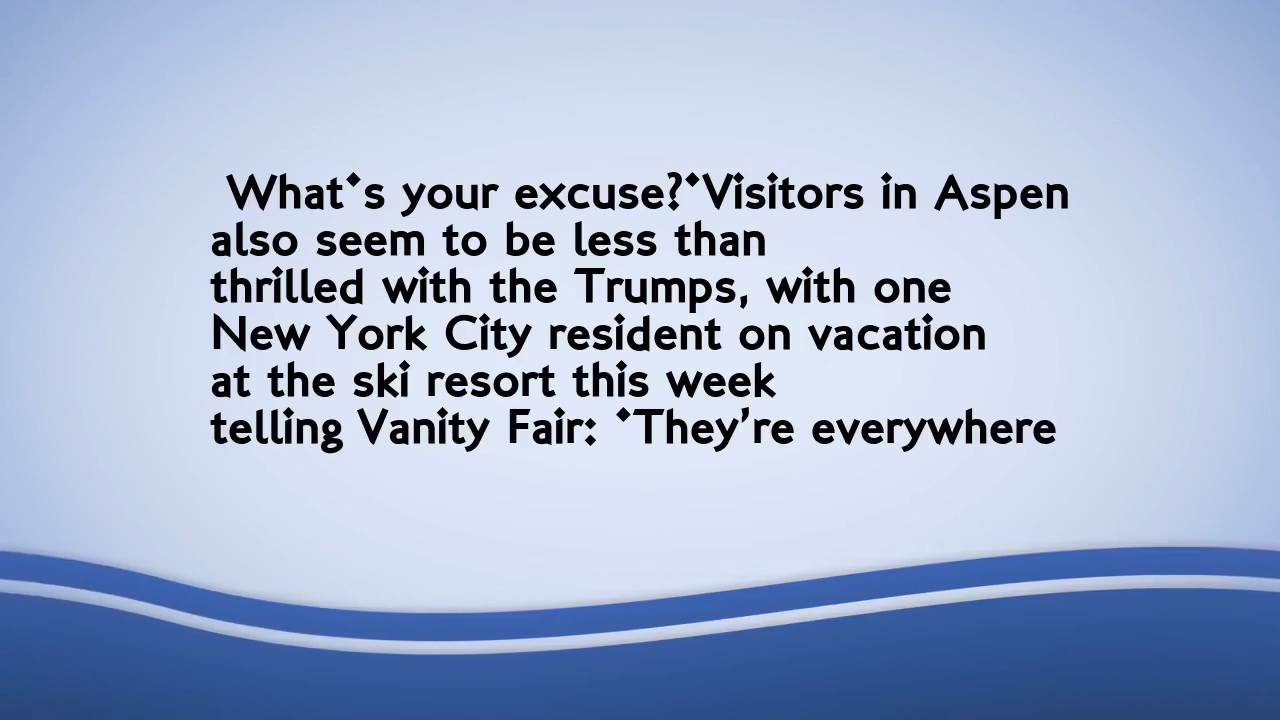 What's your excuse?'Visitors in Aspen
also seem to be less than
thrilled with the Trumps, with one
New York City resident on vacation
at the ski resort this week
telling Vanity Fair: 'They’re everywhere